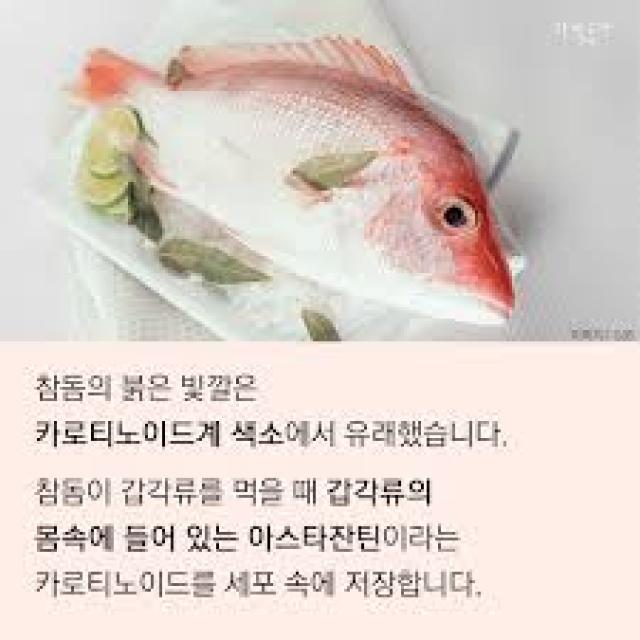 참돔의 붉은 빛깔은
카로티노이드계 색소에서 유래했습니다.
참돔이 갑각류를 먹을 때 갑각류의
몸속에 들어 있는 아스타잔틴이라는
카로티노이드를 세포 속에 저장합니다.